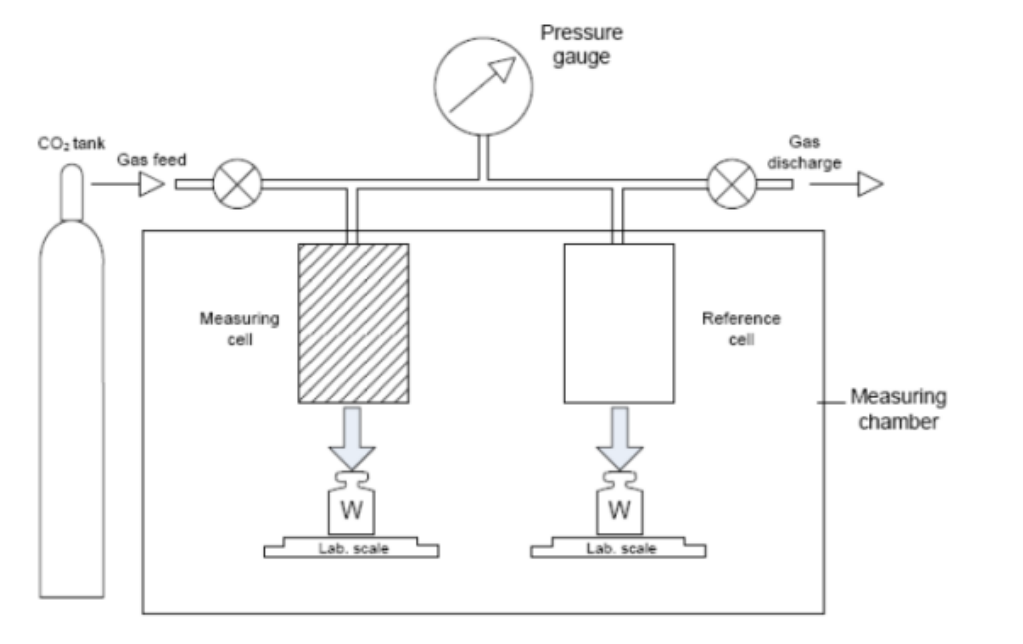 Pressure
gauge
CO₂ tank
Gas feed
Gas
discharge
Measuring
cell
Reference
cell
Measuring
chamber
W
W
Lab. scale
Lab. scale